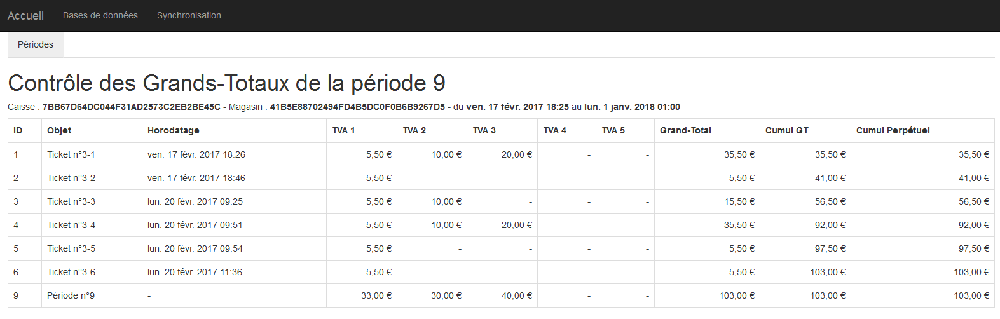 Accueil Bases de données Synchronisation
Périodes
Contrôle des Grands-Totaux de la période 9
Caisse : 7BB67D64DC044F31AD2573C2EB2BE45C - Magasin : 41B5E88702494FD4B5DC0F0B6B9267D5 - du ven. 17 févr. 2017 18:25 au lun. 1 janv. 2018 01:00
ID Objet Horodatage TVA 1 TVA 2 TVA 3 TVA 4 TVA 5 Grand-Total Cumul GT Cumul Perpétuel
1 Ticket n°3-1 ven. 17 févr. 2017 18:26 5,50 € 10,00 € 20,00 € - - 35,50 € 35,50 € 35,50 €
2 Ticket n°3-2 ven. 17 févr. 2017 18:46 5,50 € - - - - 5,50 € 41,00 € 41,00 €
3 Ticket n°3-3 lun. 20 févr. 2017 09:25 5,50 € 10,00 € - - - 15,50 € 56,50 € 56,50 €
4 Ticket n°3-4 lun. 20 févr. 2017 09:51 5,50 € 10,00 € 20,00 € - - 35,50 € 92,00 € 92,00 €
5 Ticket n°3-5 lun. 20 févr. 2017 09:54 5,50 € - - - - 5,50 € 97,50 € 97,50 €
6 Ticket n°3-6 lun. 20 févr. 2017 11:36 5,50 € - - - - 5,50 € 103,00 € 103,00 €
9 Période n°9 - 33,00 € 30,00 € 40,00 € - - 103,00 € 103,00 € 103,00 €